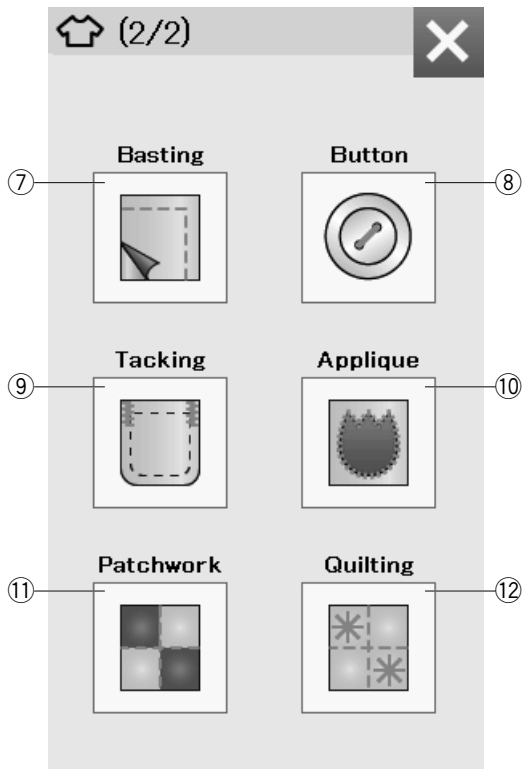 (2/2)
Basting Button
⑦ ⑧
Tacking Applique
⑨ ⑩
Patchwork Quilting
⑪ ⑫